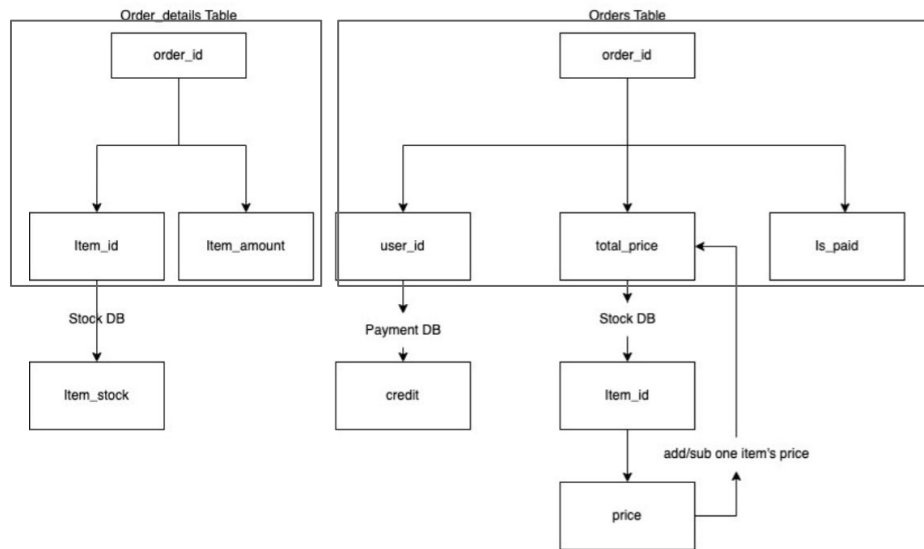 Order_details Table
Orders Table
order_id
order_id
Item_id
Item_amount
user_id
total_price
Is_paid
Stock DB
Payment DB
Stock DB
Item_stock
credit
Item_id
add/sub one item's price
price